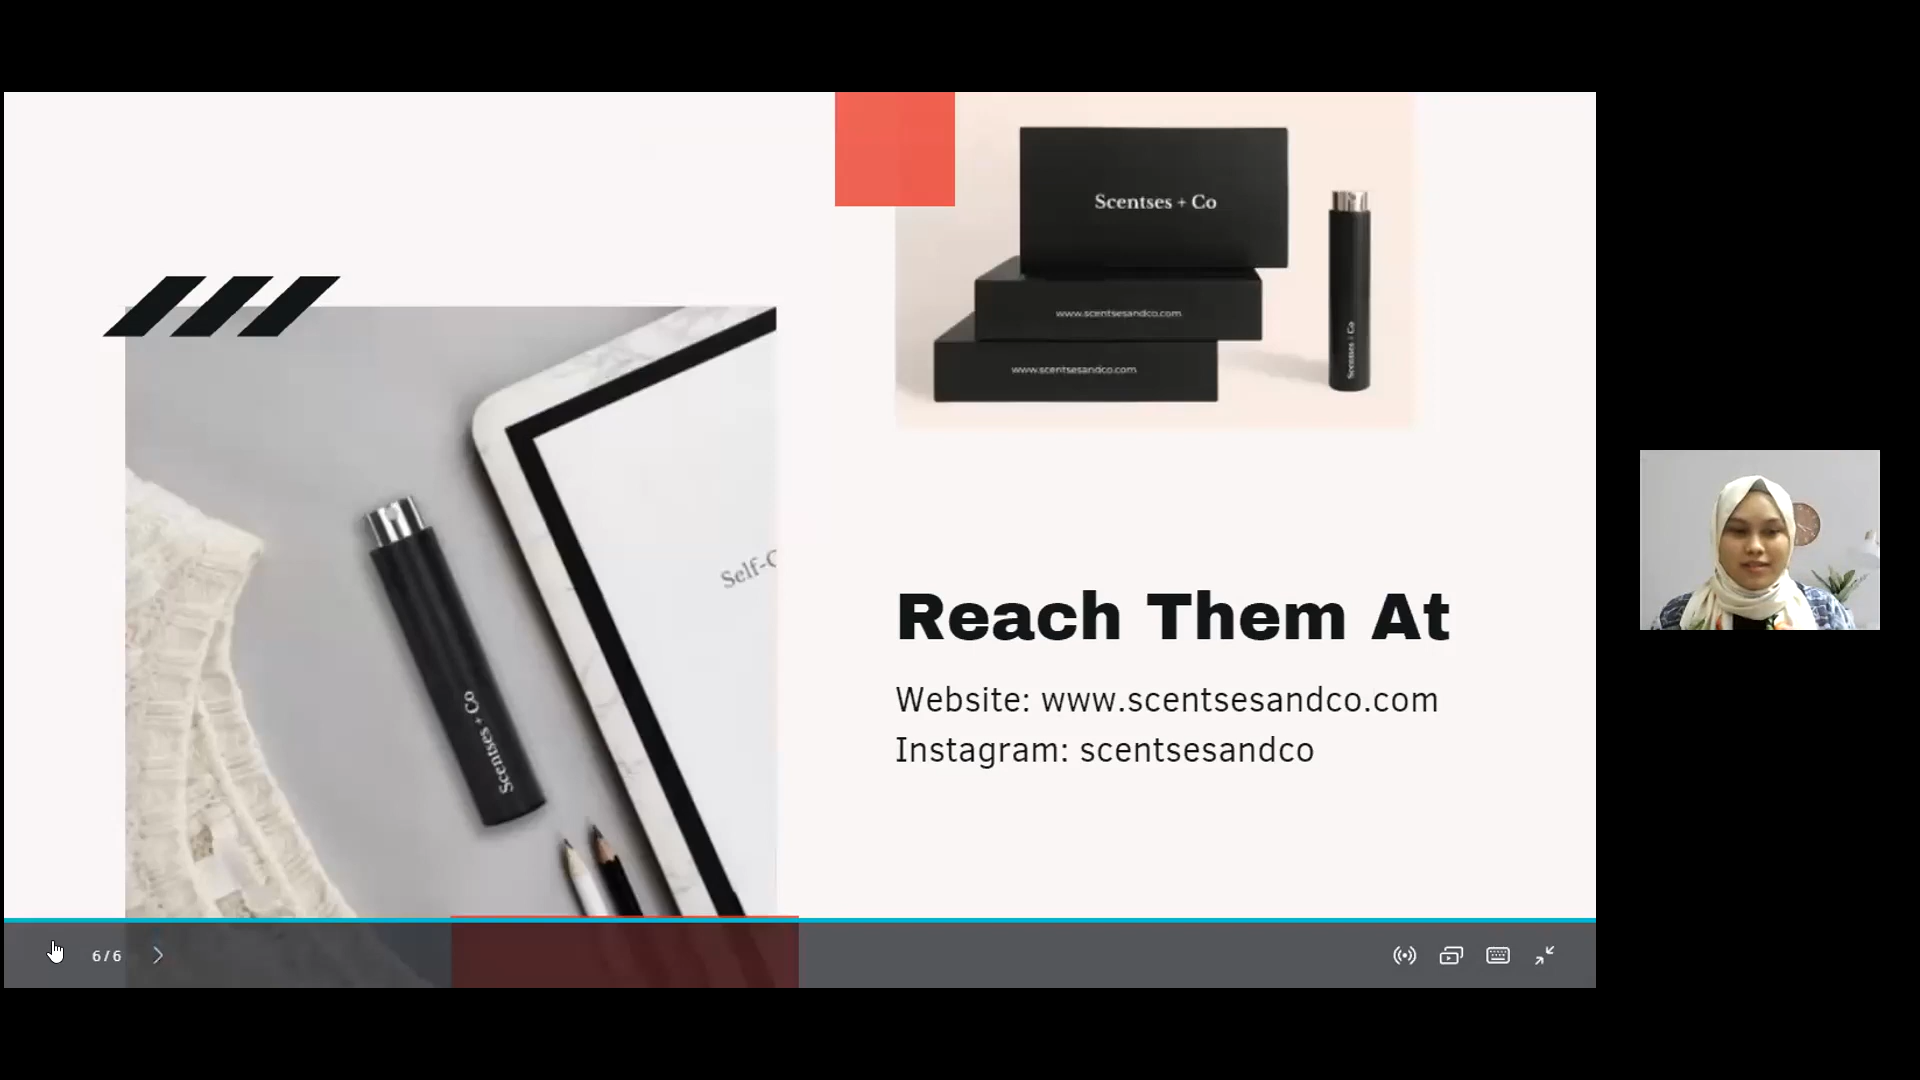 Scentses + Co
www.scentsesandco.com
www.scentsesandco.com
Scentses + Co
Self-C
Scentses + Co
Reach Them At
Website: www.scentsesandco.com
Instagram: scentsesandco
6/6